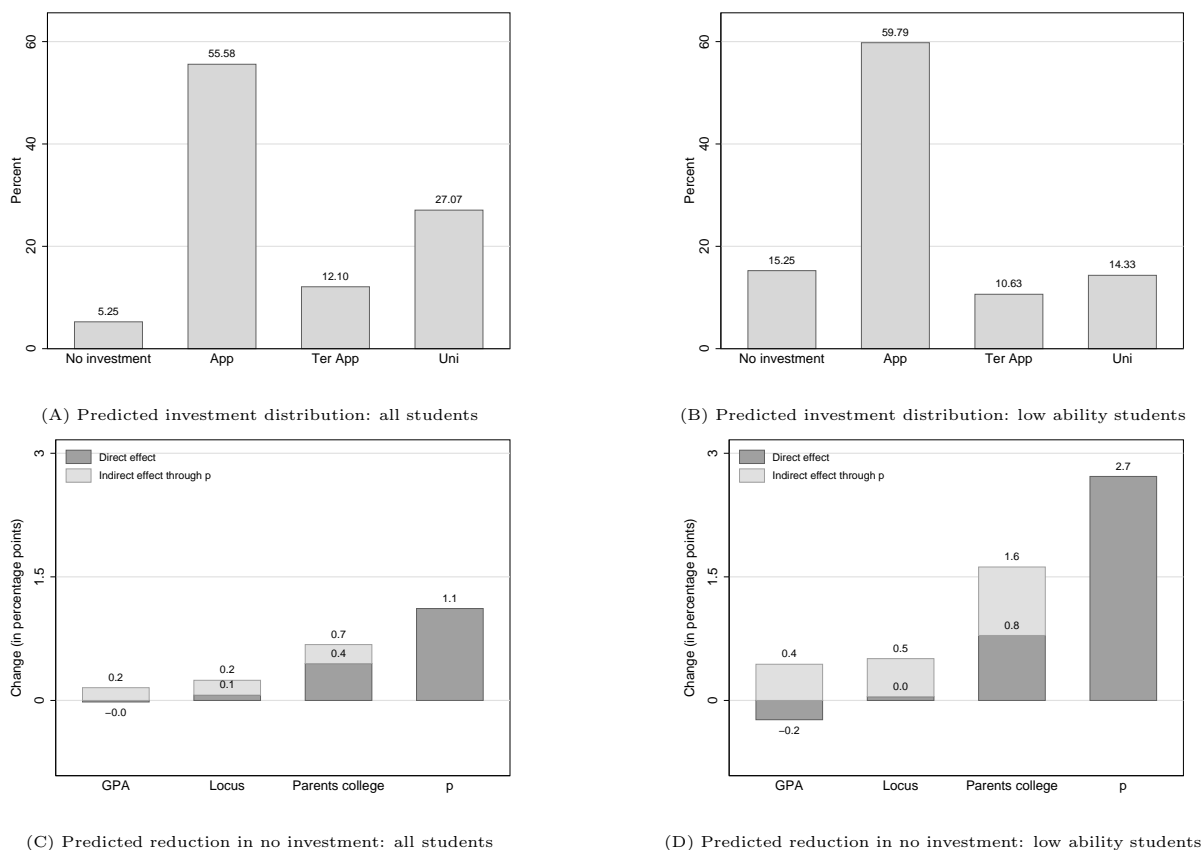 60
40
20
0
Percent
5.25
55.58
12.10
27.07
No investment App Ter App Uni
(A) Predicted investment distribution: all students
60
40
20
0
Percent
15.25
59.79
10.63
14.33
No investment App Ter App Uni
(B) Predicted investment distribution: low ability students
3
1.5
0
Change (in percentage points)
Direct effect
Indirect effect through p
0.2
−0.0
0.2
0.1
0.7
0.4
1.1
GPA Locus Parents college p
(C) Predicted reduction in no investment: all students
3
1.5
0
Change (in percentage points)
Direct effect
Indirect effect through p
0.4
−0.2
0.5
0.0
1.6
0.8
2.7
GPA Locus Parents college p
(D) Predicted reduction in no investment: low ability students